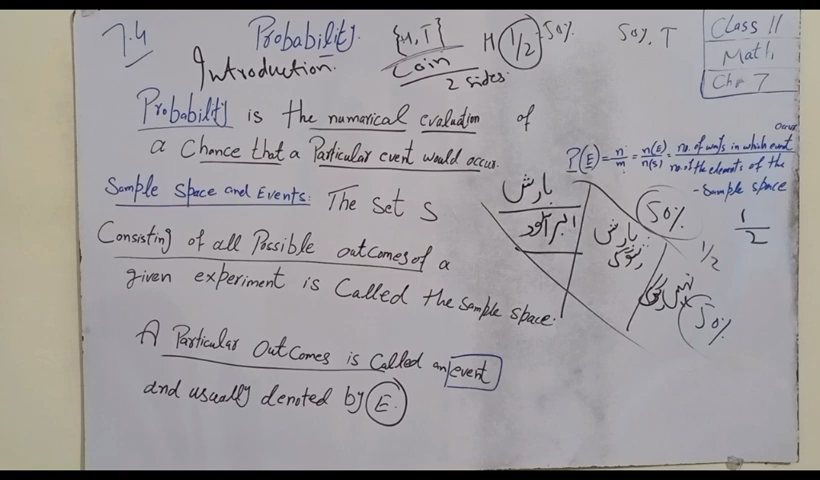 7.4 Probability. {H,T} H 1/2 50% 50% T
Introduction. Coin
2 sides.
Class 11
Math
Ch# 7
Probability is the numerical evaluation of
a Chance that a Particular event would occur.
P(E) = n/m = n(E)/n(S) = no. of ways in which event occur / no. of the elements of the
- Sample space
Sample Space and Events: The Set S
Consisting of all Possible outcomes of a
given experiment is Called the sample space.
بارش
ابر آلود
بارش
50%
1/2
1/2
نہیں
50%
A Particular Outcomes is Called an event
and usually denoted by E.